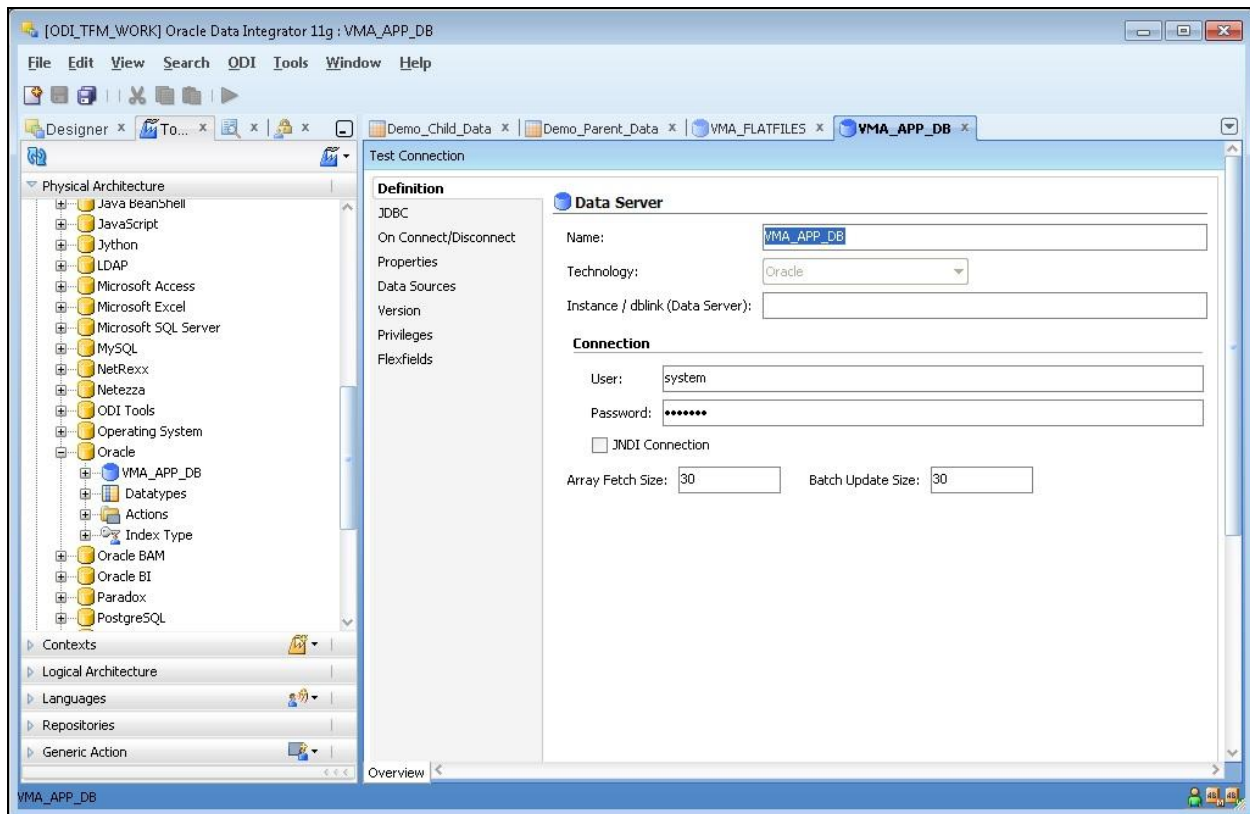 [ODI_TFM_WORK] Oracle Data Integrator 11g : VMA_APP_DB
File Edit View Search ODI Tools Window Help
Designer To... Demo_Child_Data Demo_Parent_Data VMA_FLATFILES VMA_APP_DB
Test Connection
Physical Architecture
Java BeanShell
JavaScript
Jython
LDAP
Microsoft Access
Microsoft Excel
Microsoft SQL Server
MySQL
NetRexx
Netezza
ODI Tools
Operating System
Oracle
VMA_APP_DB
Datatypes
Actions
Index Type
Oracle BAM
Oracle BI
Paradox
PostgreSQL
Contexts
Logical Architecture
Languages
Repositories
Generic Action
Definition
JDBC
On Connect/Disconnect
Properties
Data Sources
Version
Privileges
Flexfields
Data Server
Name: VMA_APP_DB
Technology: Oracle
Instance / dblink (Data Server):
Connection
User: system
Password: •••••••
JNDI Connection
Array Fetch Size: 30 Batch Update Size: 30
Overview
VMA_APP_DB